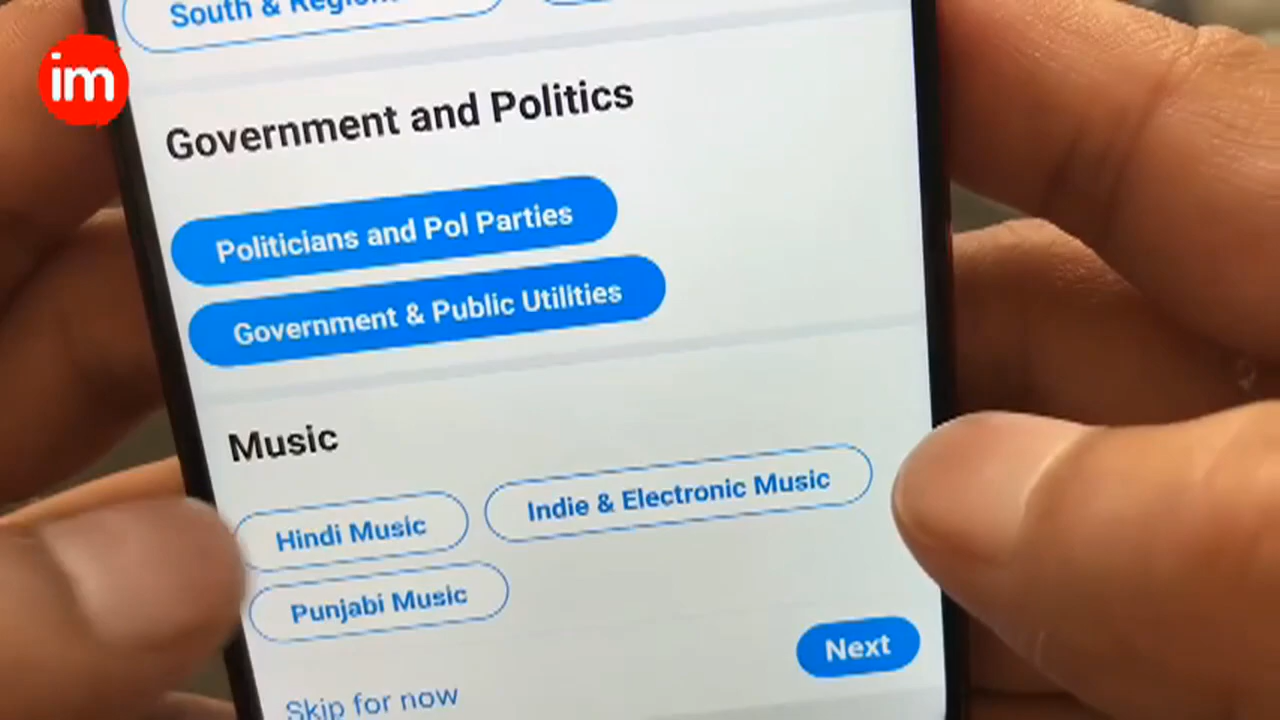 im
South &
Government and Politics
Politicians and Pol Parties
Government & Public Utilities
Music
Hindi Music
Indie & Electronic Music
Punjabi Music
Next
Skip for now